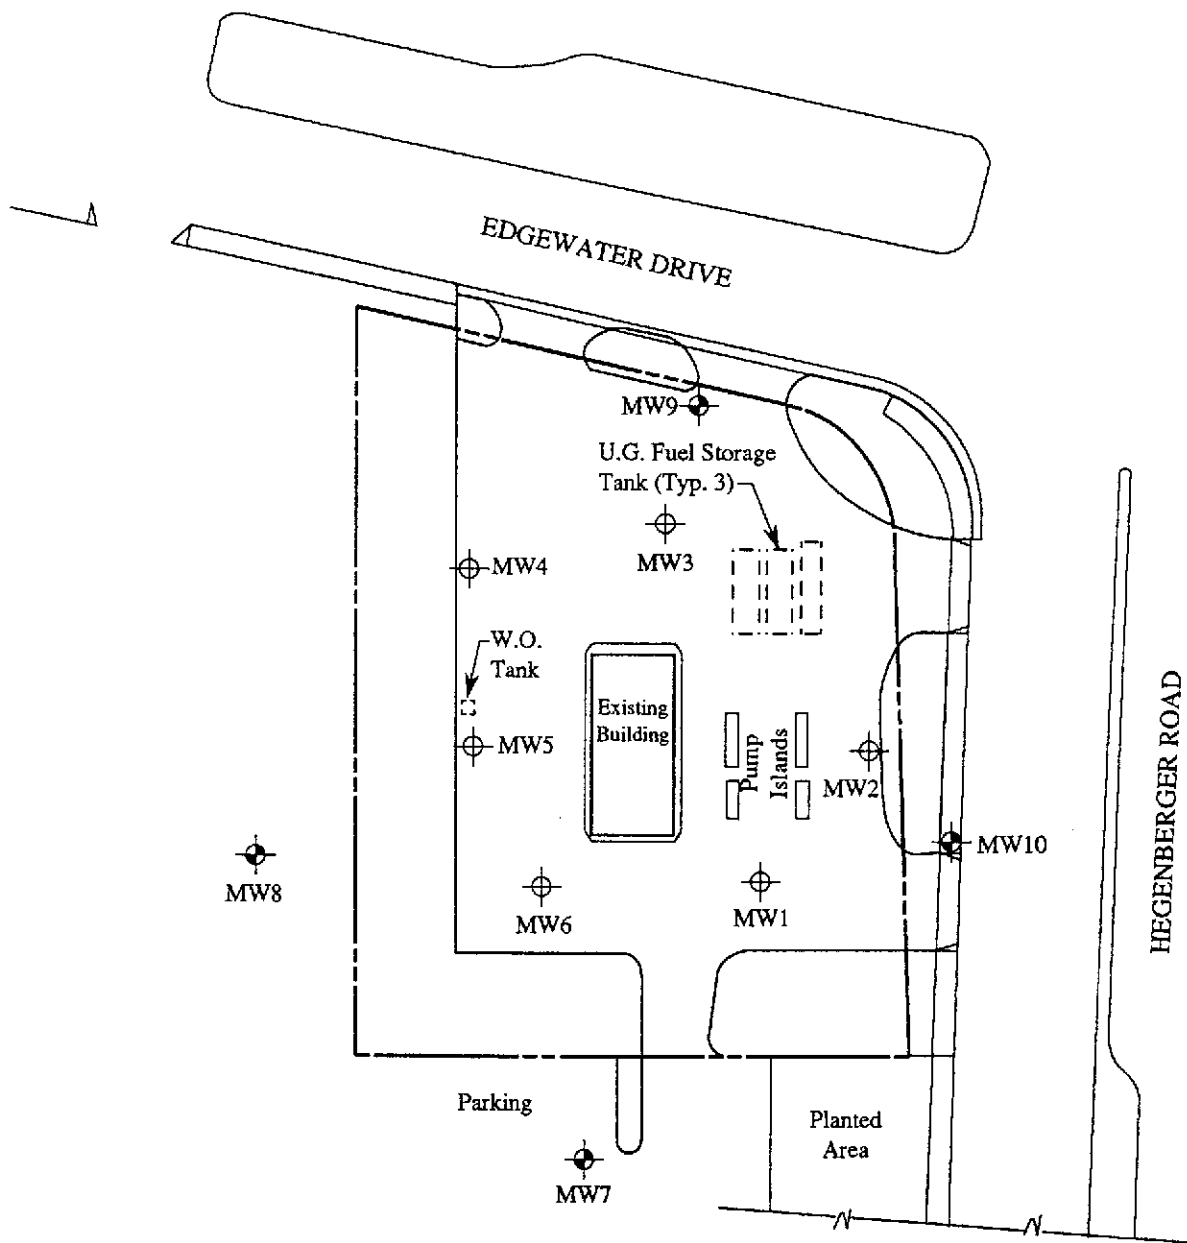 EDGEWATER DRIVE
MW9
U.G. Fuel Storage
Tank (Typ. 3)
MW3
MW4
W.O.
Tank
Existing
Building
Pump
Islands
MW5
MW2
MW10
HEGENBERGER ROAD
MW8
MW6
MW1
Parking
Planted
Area
MW7